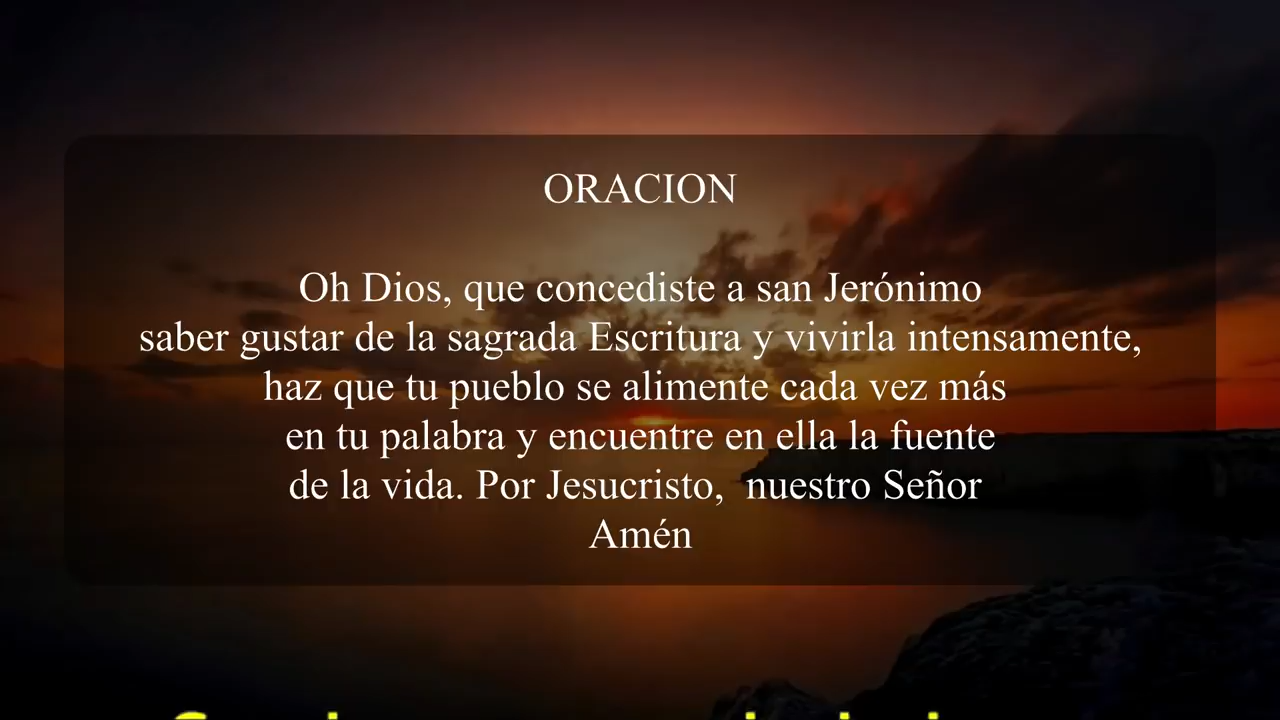 ORACION
Oh Dios, que concediste a san Jerónimo
saber gustar de la sagrada Escritura y vivirla intensamente,
haz que tu pueblo se alimente cada vez más
en tu palabra y encuentre en ella la fuente
de la vida. Por Jesucristo,  nuestro Señor
Amén